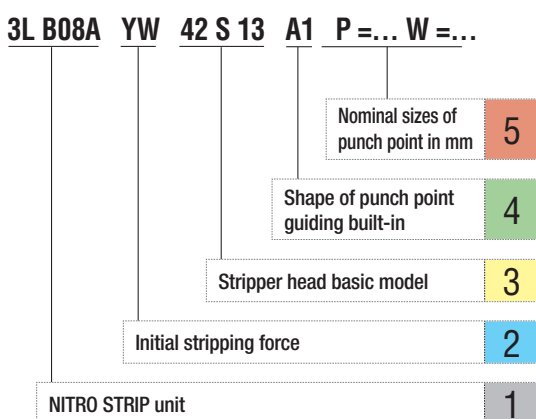 3L B08A YW 42 S 13 A1 P =... W =...
Nominal sizes of
punch point in mm
5
Shape of punch point
guiding built-in
4
Stripper head basic model
3
Initial stripping force
2
NITRO STRIP unit
1